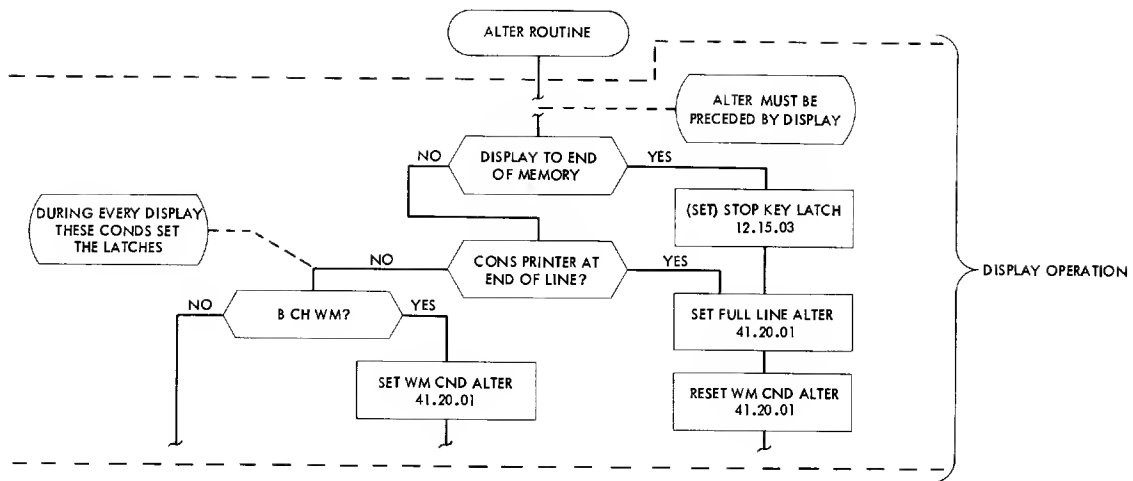 ALTER ROUTINE
ALTER MUST BE
PRECEDED BY DISPLAY
NO
DISPLAY TO END
OF MEMORY
YES
(SET) STOP KEY LATCH
12.15.03
DURING EVERY DISPLAY
THESE CONDS SET
THE LATCHES
NO
CONS PRINTER AT
END OF LINE?
YES
DISPLAY OPERATION
NO
B CH WM?
YES
SET FULL LINE ALTER
41.20.01
SET WM CND ALTER
41.20.01
RESET WM CND ALTER
41.20.01